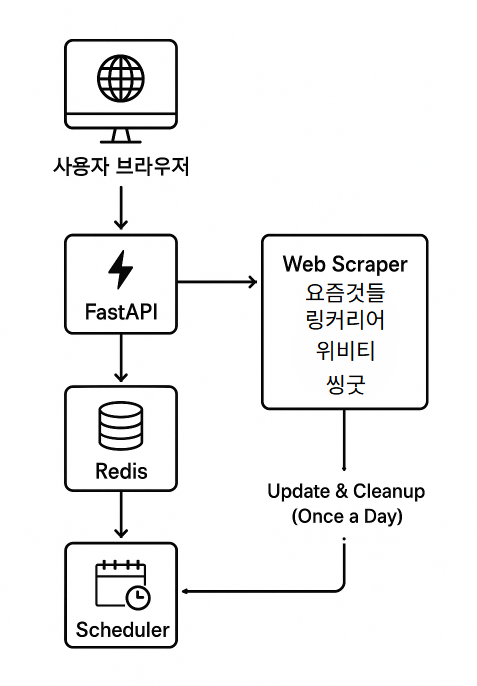 사용자 브라우저
FastAPI
Web Scraper
요즘것들
링커리어
위비티
씽굿
Redis
Update & Cleanup
(Once a Day)
Scheduler